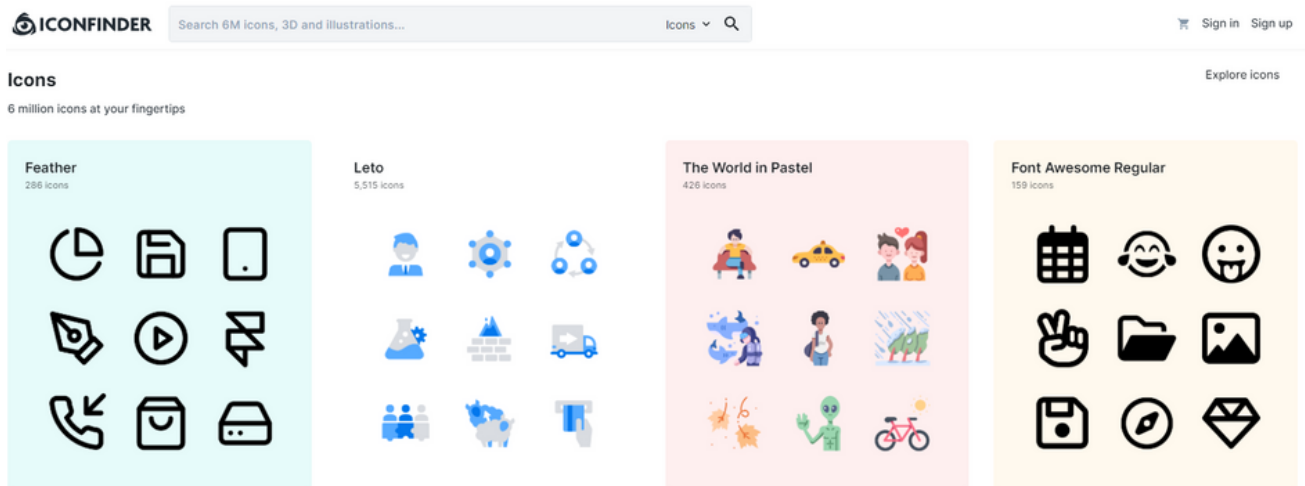 ICONFINDER
Search 6M icons, 3D and illustrations...
Icons
Sign in
Sign up
Icons
Explore icons
6 million icons at your fingertips
Feather
286 icons
Leto
5,515 icons
The World in Pastel
426 icons
Font Awesome Regular
159 icons